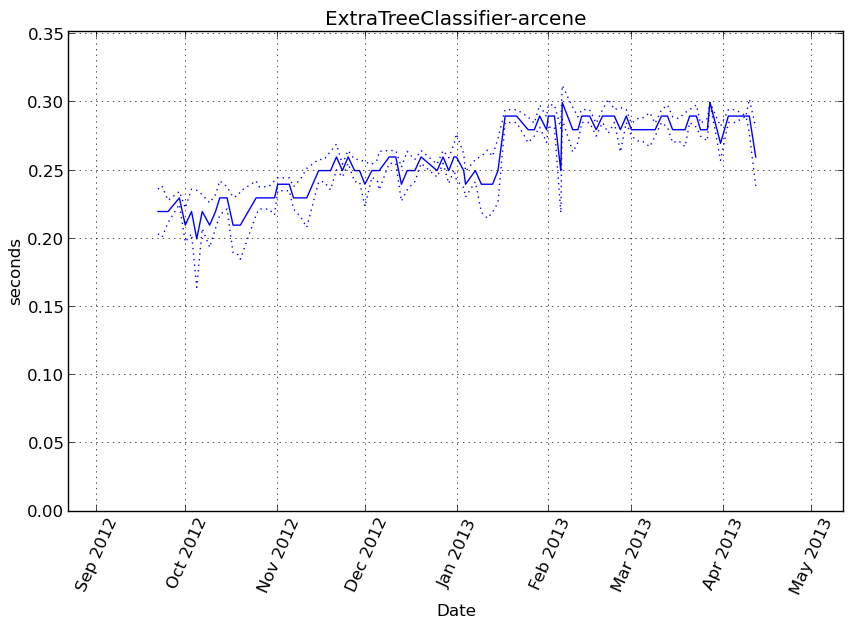 ExtraTreeClassifier-arcene
0.35
0.30
0.25
0.20
0.15
0.10
0.05
0.00
seconds
Sep 2012
Oct 2012
Nov 2012
Dec 2012
Jan 2013
Feb 2013
Mar 2013
Apr 2013
May 2013
Date